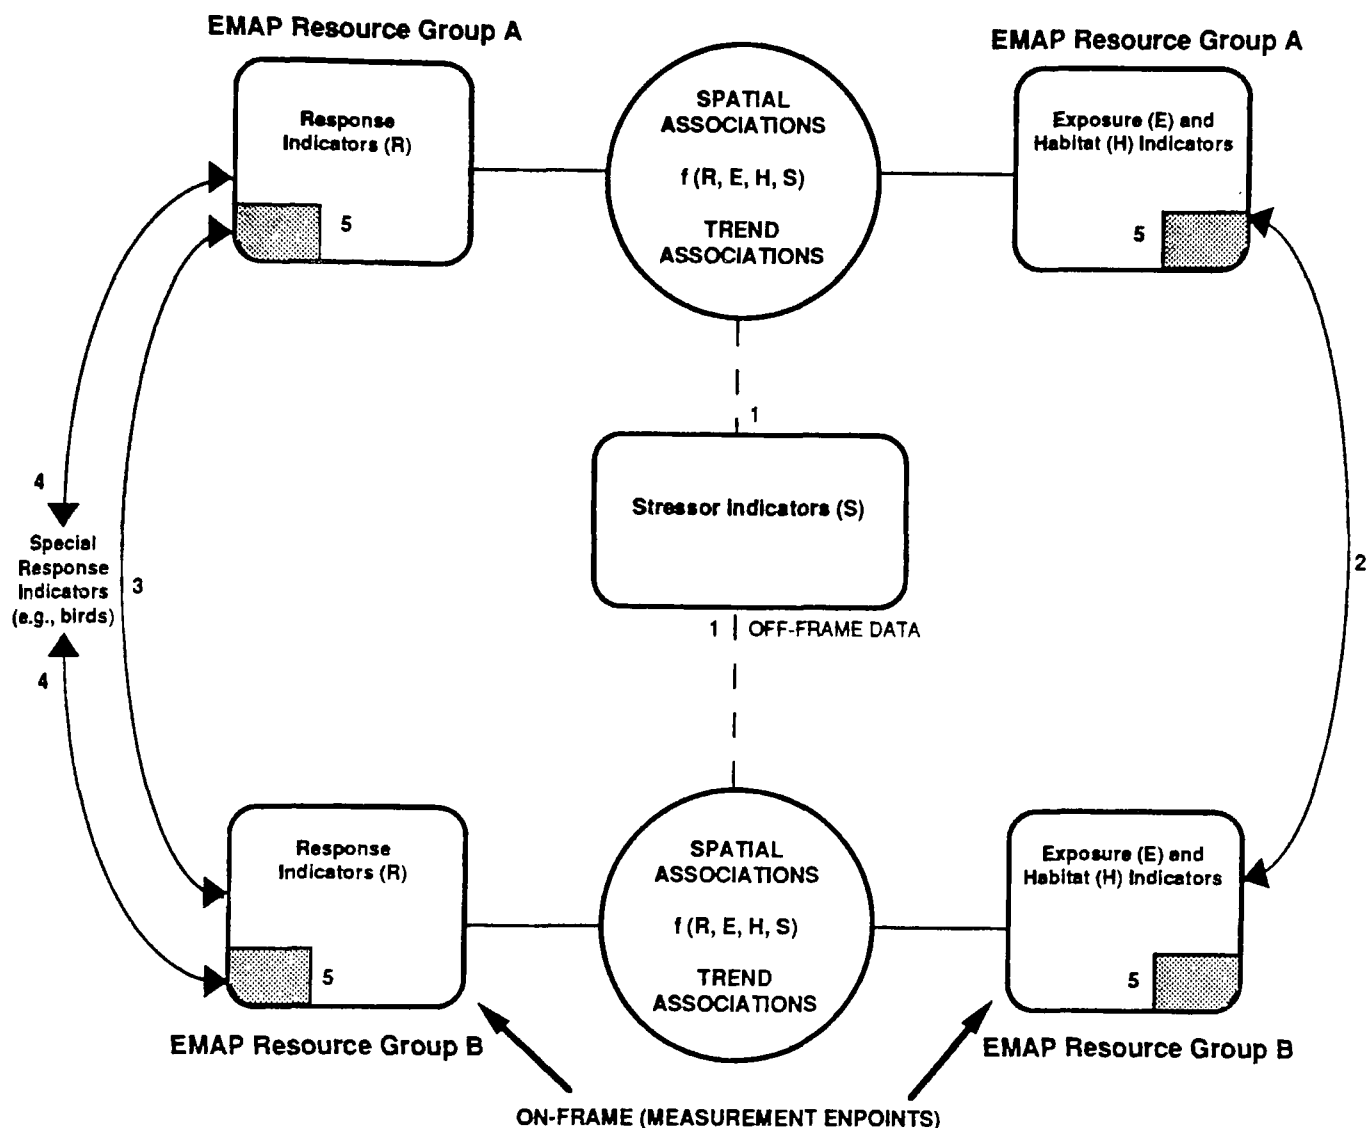 EMAP Resource Group A
EMAP Resource Group A
Response
Indicators (R)
5
SPATIAL
ASSOCIATIONS
f (R, E, H, S)
TREND
ASSOCIATIONS
Exposure (E) and
Habitat (H) Indicators
5
1
Stressor Indicators (S)
1
OFF-FRAME DATA
4
Special
Response
Indicators
(e.g., birds)
4
3
2
Response
Indicators (R)
5
SPATIAL
ASSOCIATIONS
f (R, E, H, S)
TREND
ASSOCIATIONS
Exposure (E) and
Habitat (H) Indicators
5
EMAP Resource Group B
EMAP Resource Group B
ON-FRAME (MEASUREMENT ENPOINTS)